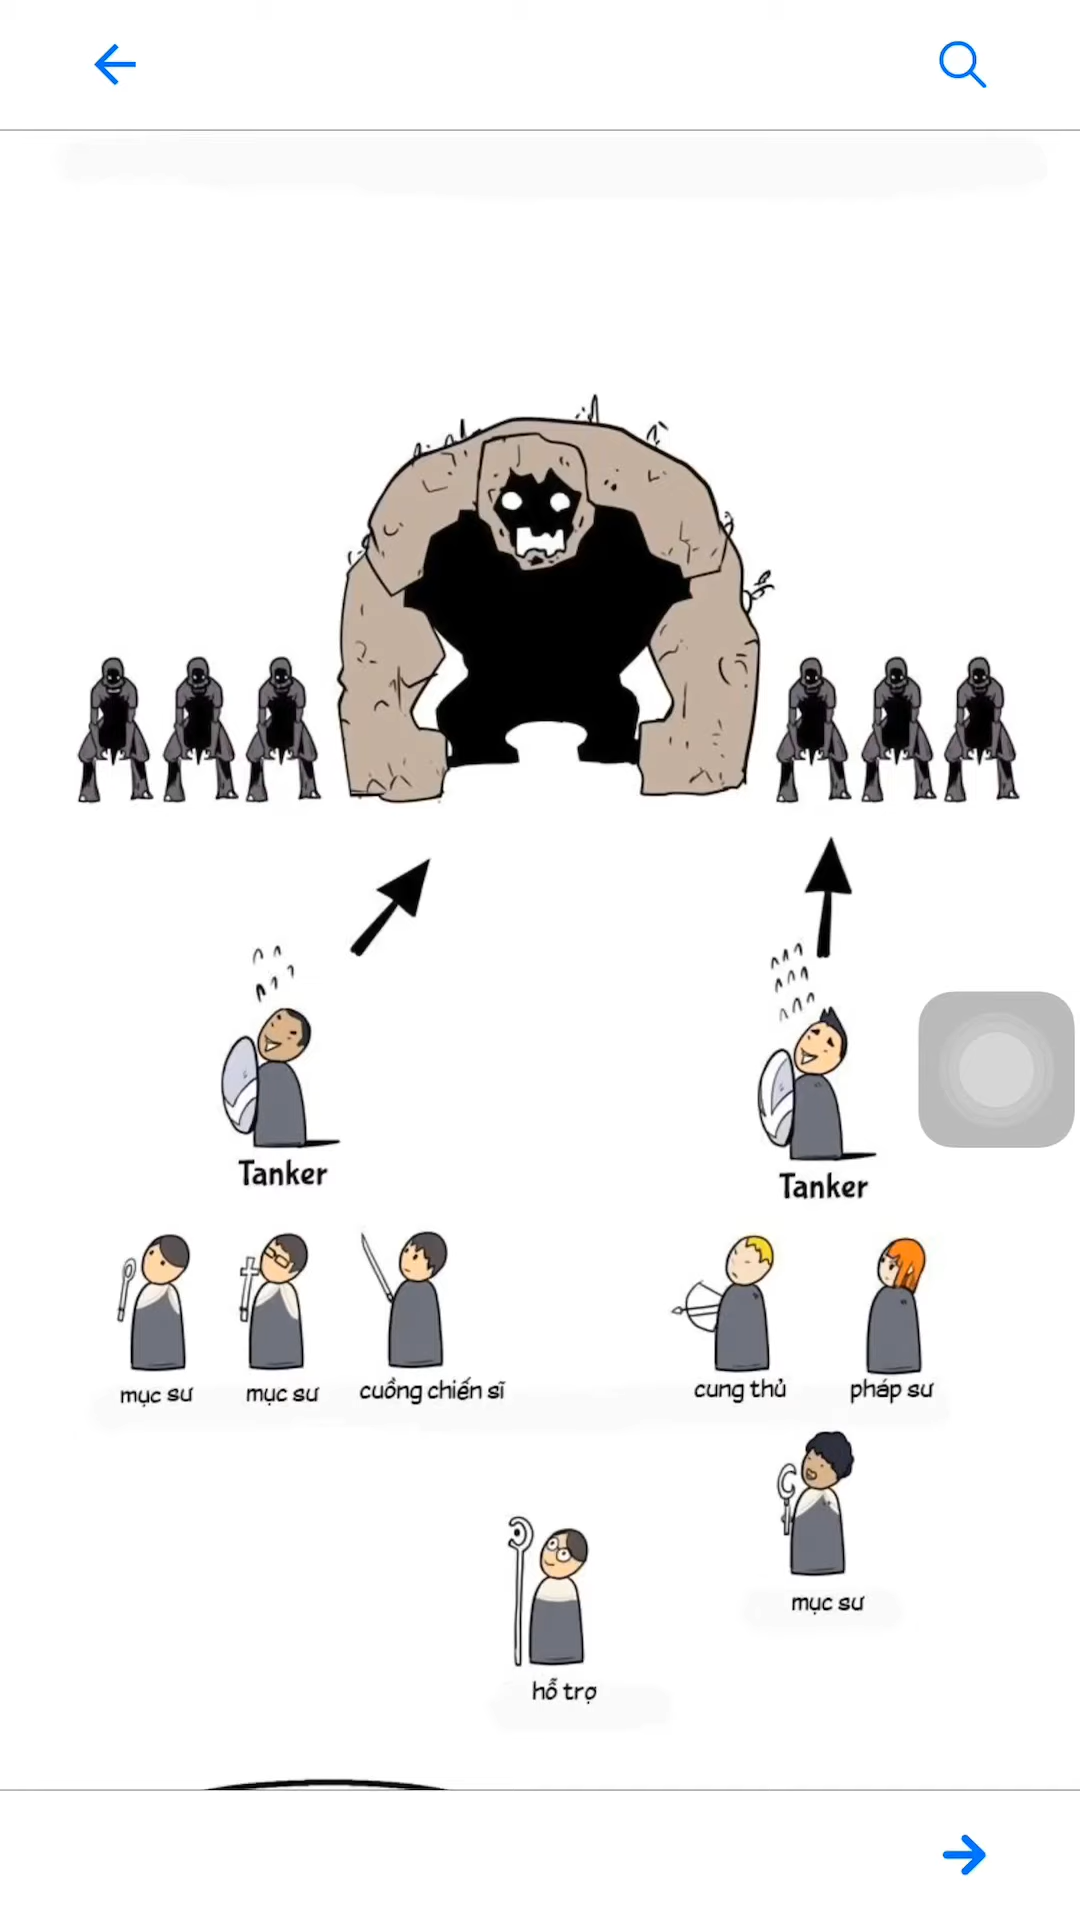 Tanker
Tanker
mục sư
mục sư
cuồng chiến sĩ
cung thủ
pháp sư
mục sư
hỗ trợ